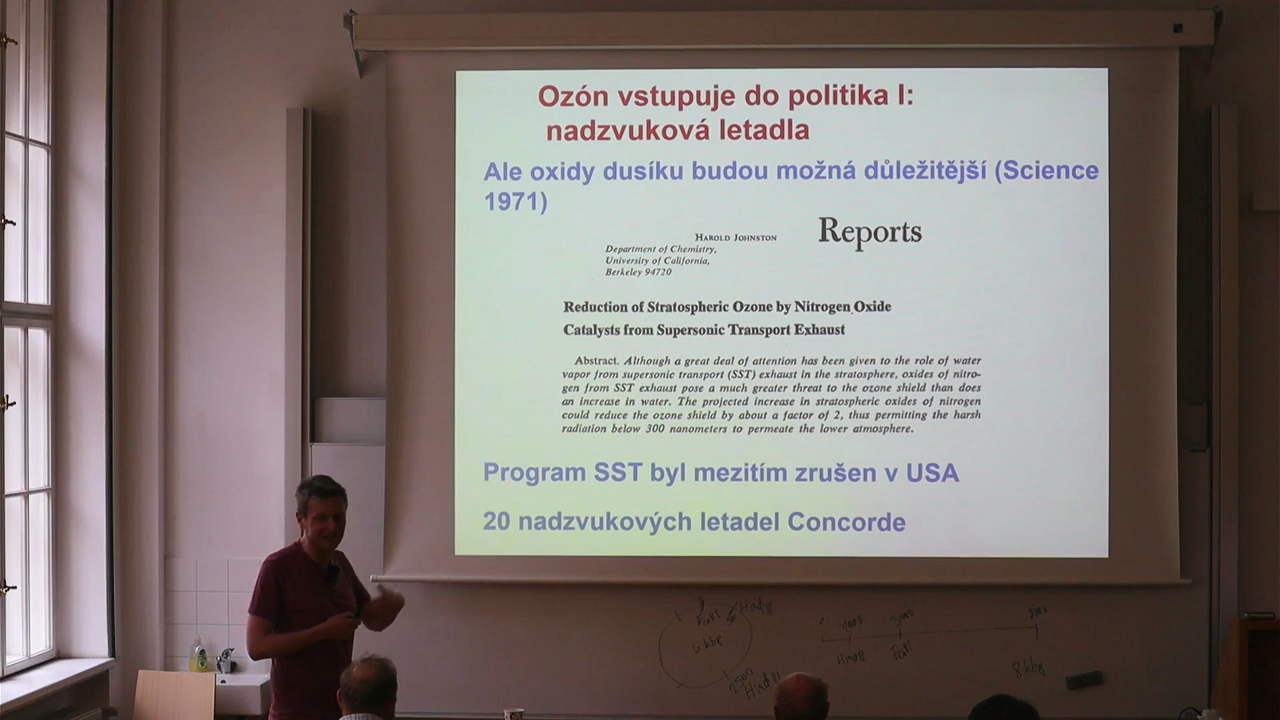 Ozón vstupuje do politika I:
nadzvuková letadla
Ale oxidy dusíku budou možná důležitější (Science
1971)
Reports
HAROLD JOHNSTON
Department of Chemistry,
University of California,
Berkeley 94720
Reduction of Stratospheric Ozone by Nitrogen Oxide
Catalysts from Supersonic Transport Exhaust
Abstract. Although a great deal of attention has been given to the role of water
vapor from supersonic transport (SST) exhaust in the stratosphere, oxides of nitro-
gen from SST exhaust pose a much greater threat to the ozone shield than does
an increase in water. The projected increase in stratospheric oxides of nitrogen
could reduce the ozone shield by about a factor of 2, thus permitting the harsh
radiation below 300 nanometers to permeate the lower atmosphere.
Program SST byl mezitím zrušen v USA
20 nadzvukových letadel Concorde
6 kbp
2500
HindIII
8 kbp